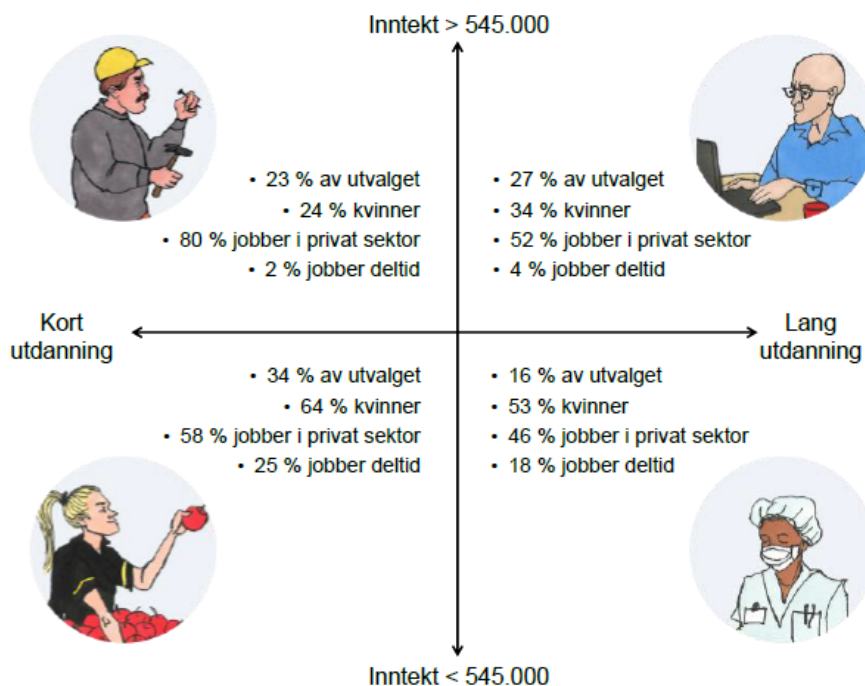 Inntekt > 545.000
• 23 % av utvalget
• 24 % kvinner
• 80 % jobber i privat sektor
• 2 % jobber deltid
• 27 % av utvalget
• 34 % kvinner
• 52 % jobber i privat sektor
• 4 % jobber deltid
Kort
utdanning
Lang
utdanning
• 34 % av utvalget
• 64 % kvinner
• 58 % jobber i privat sektor
• 25 % jobber deltid
• 16 % av utvalget
• 53 % kvinner
• 46 % jobber i privat sektor
• 18 % jobber deltid
Inntekt < 545.000